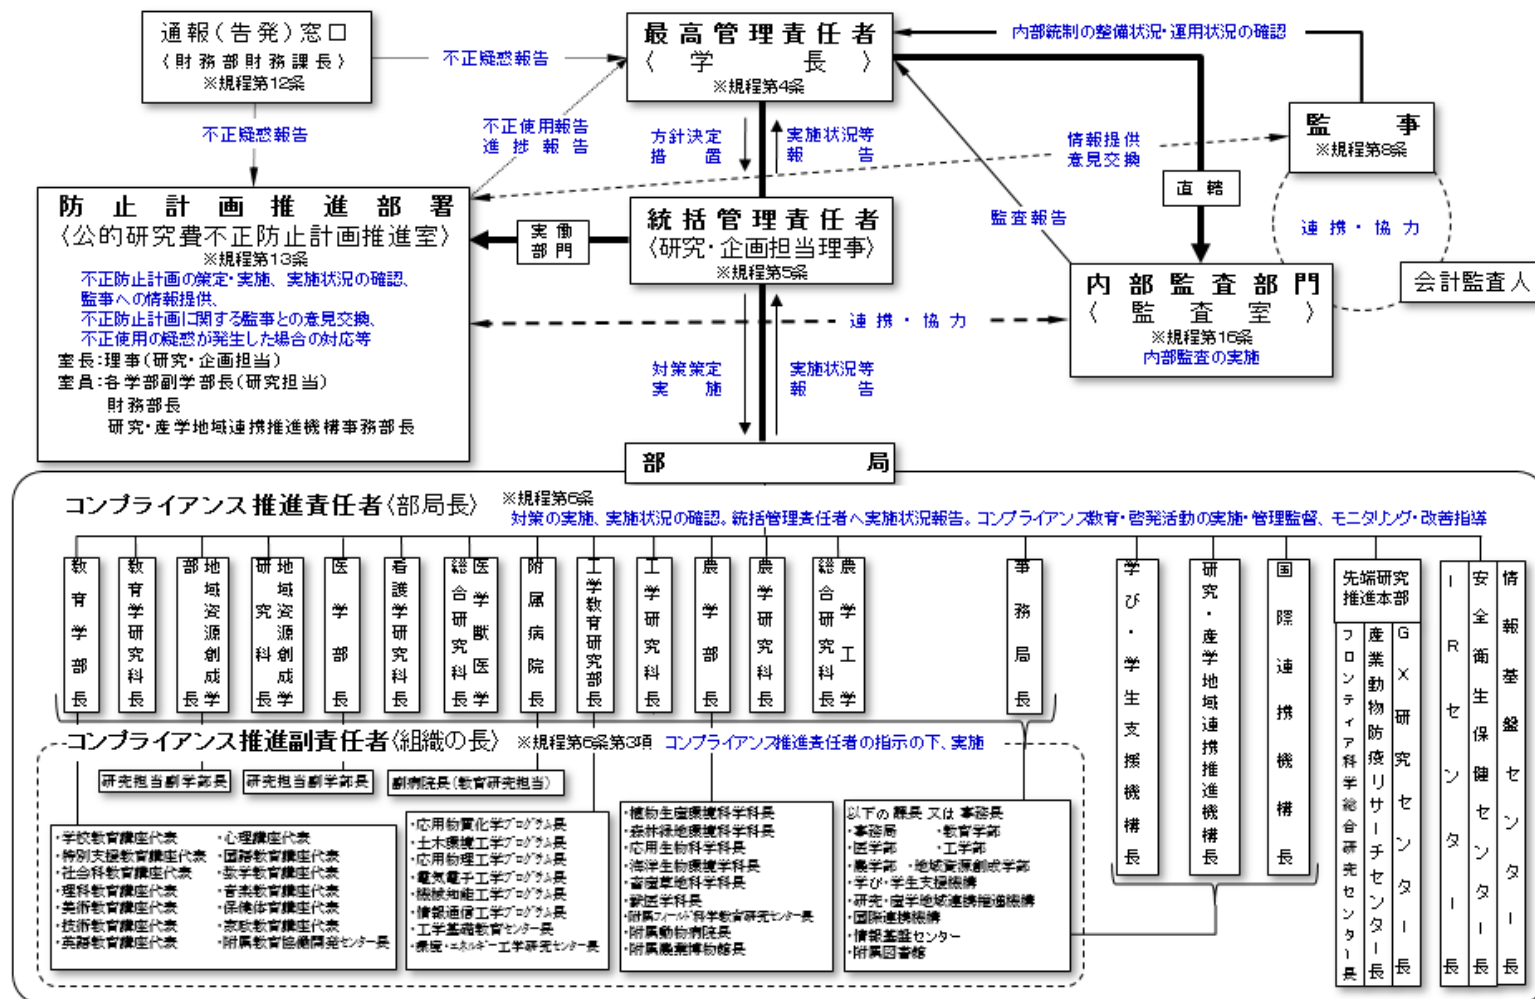 通報(告発)窓口
〈財務部財務課長〉
※規程第12条
不正疑惑報告
不正疑惑報告
最高管理責任者
〈学長〉
※規程第4条
内部統制の整備状況・運用状況の確認
監事
※規程第8条
不正使用報告
進捗報告
方針決定
措置
実施状況等
報告
情報提供
意見交換
直轄
監査報告
連携・協力
会計監査人
防止計画推進部署
〈公的研究費不正防止計画推進室〉
※規程第13条
不正防止計画の策定・実施、実施状況の確認、
監事への情報提供、
不正防止計画に関する監事との意見交換、
不正使用の疑惑が発生した場合の対応等
室長:理事(研究・企画担当)
室員:各学部副学部長(研究担当)
財務部長
研究・産学地域連携推進機構事務部長
実働
部門
統括管理責任者
〈研究・企画担当理事〉
※規程第5条
内部監査部門
〈監査室〉
※規程第16条
内部監査の実施
連携・協力
対策策定
実施
実施状況等
報告
部局
コンプライアンス推進責任者〈部局長〉
※規程第6条
対策の実施、実施状況の確認。統括管理責任者へ実施状況報告。コンプライアンス教育・啓発活動の実施・管理監督、モニタリング・改善指導
教育学部長
教育学研究科長
地域資源創成学
部長
地域資源創成学
研究科長
医学部長
看護学研究科長
医学獣医学
総合研究科長
附属病院長
工学教育研究部長
工学研究科長
農学部長
農学研究科長
農学工学
総合研究科長
事務局長
学び・学生支援機構長
研究・産学地域連携推進機構長
国際連携機構長
先端研究
推進本部
フロンティア科学総合研究センター長
産業動物防疫リサーチセンター長
GX研究センター長
IRセンター長
安全衛生保健センター長
情報基盤センター長
コンプライアンス推進副責任者〈組織の長〉
※規程第6条第3項
コンプライアンス推進責任者の指示の下、実施
研究担当副学部長
研究担当副学部長
副病院長(教育研究担当)
・学校教育講座代表
・特別支援教育講座代表
・社会科教育講座代表
・理科教育講座代表
・美術教育講座代表
・技術教育講座代表
・英語教育講座代表
・心理講座代表
・国語教育講座代表
・数学教育講座代表
・音楽教育講座代表
・保健体育講座代表
・家政教育講座代表
・附属教育協働開発センター長
・応用物質化学プログラム長
・土木環境工学プログラム長
・応用物理工学プログラム長
・電気電子工学プログラム長
・機械知能工学プログラム長
・情報通信工学プログラム長
・工学基礎教育センター長
・環境・エネルギー工学研究センター長
・植物生産環境科学科長
・森林緑地環境科学科長
・応用生物科学科長
・海洋生物環境学科長
・畜産草地科学科長
・獣医学科長
・附属フィールド科学教育研究センター長
・附属動物病院長
・附属農業博物館長
以下の 課長 又は 事務長
・事務局 ・教育学部
・医学部 ・工学部
・農学部 ・地域資源創成学部
・学び・学生支援機構
・研究・産学地域連携推進機構
・国際連携機構
・情報基盤センター
・附属図書館